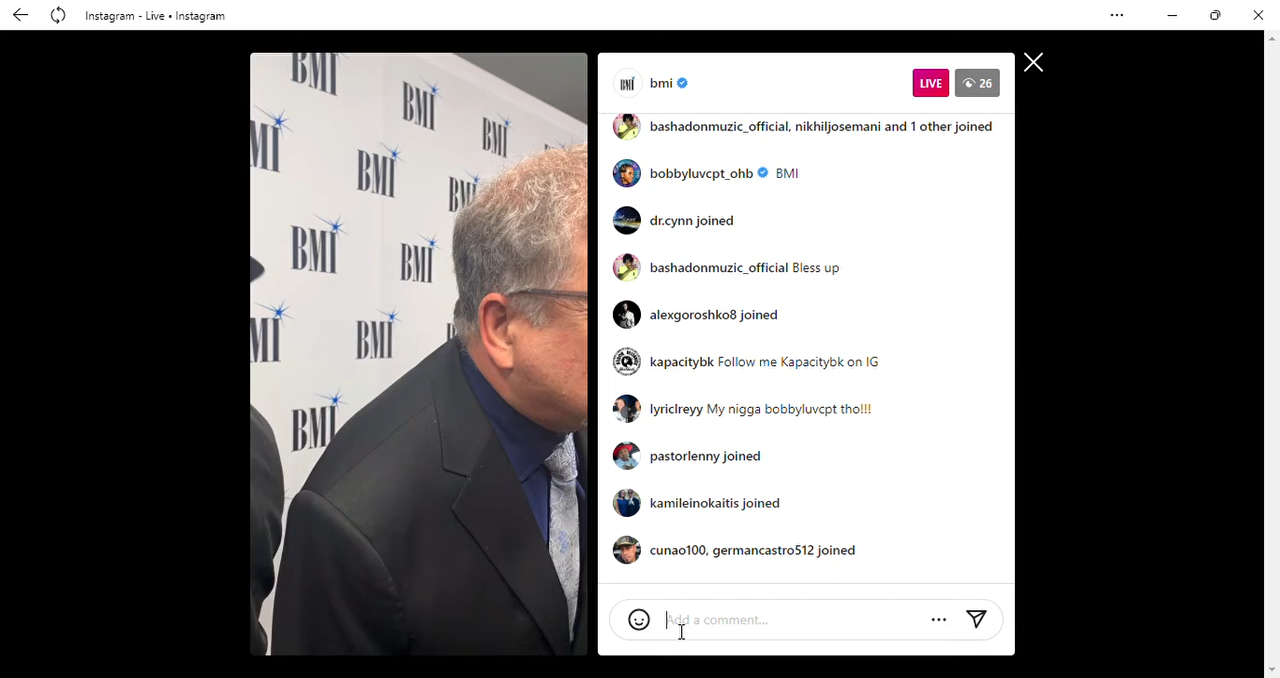 Instagram - Live • Instagram
BMI
BMI
BMI
BMI
BMI
BMI
BMI
BMI
BMI
BMI
BMI
BMI bmi
LIVE 26
bashadonmuzic_official, nikhiljosemani and 1 other joined
bobbyluvcpt_ohb BMI
dr.cynn joined
bashadonmuzic_official Bless up
alexgoroshko8 joined
kapacitybk Follow me Kapacitybk on IG
lyriclreyy My nigga bobbyluvcpt tho!!!
pastorlenny joined
kamileinokaitis joined
cunao100, germancastro512 joined
Add a comment...